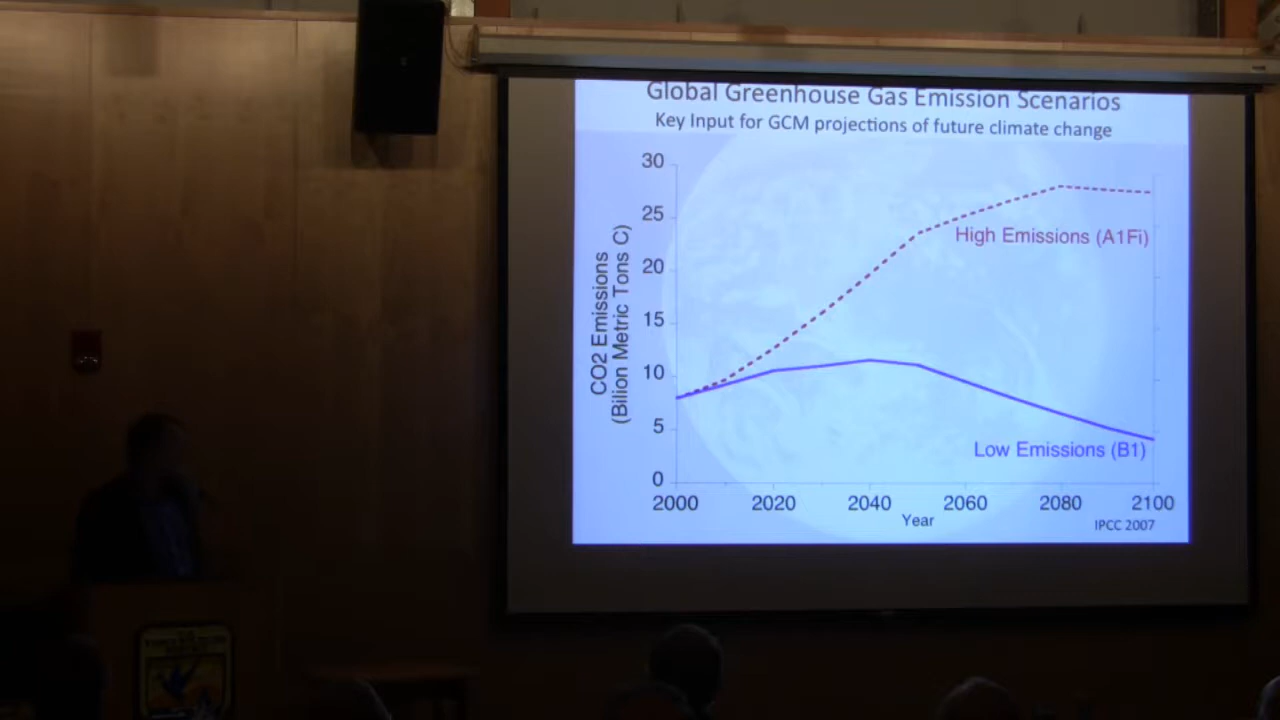 Global Greenhouse Gas Emission Scenarios
Key Input for GCM projections of future climate change
30
25
20
15
10
5
0
CO2 Emissions
(Bilion Metric Tons C)
High Emissions (A1Fi)
Low Emissions (B1)
2000 2020 2040 2060 2080 2100
Year
IPCC 2007